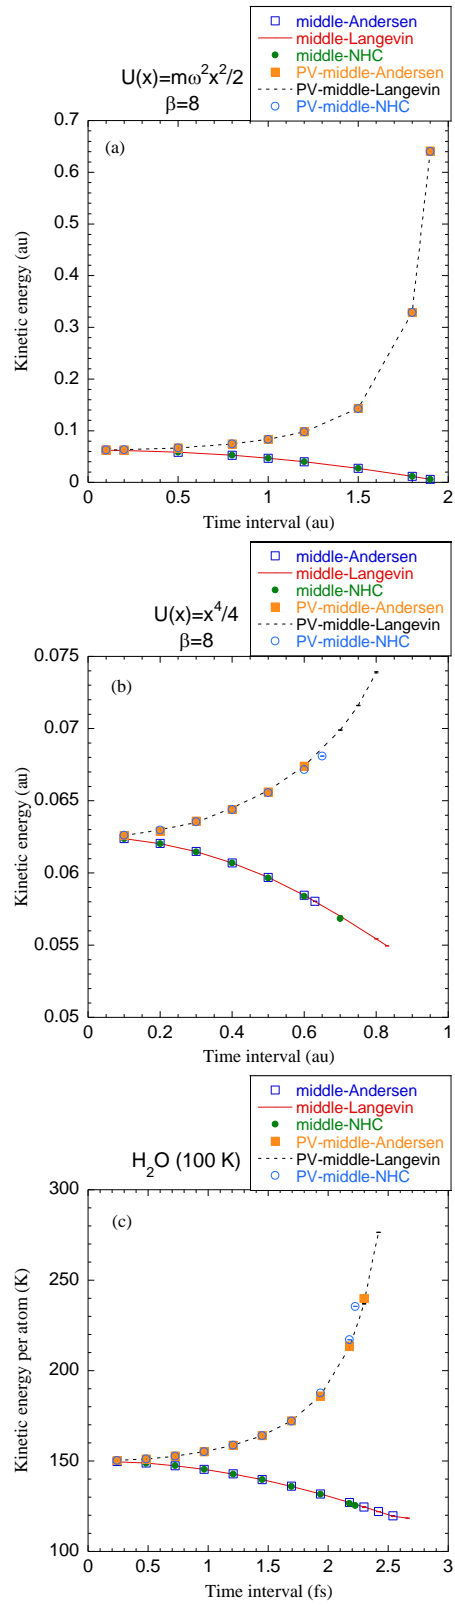 middle-Andersen
middle-Langevin
middle-NHC
PV-middle-Andersen
PV-middle-Langevin
PV-middle-NHC
U(x)=mω²x²/2
β=8
(a)
0.7
0.6
0.5
0.4
0.3
0.2
0.1
0
Kinetic energy (au)
0 0.5 1 1.5 2
Time interval (au)
middle-Andersen
middle-Langevin
middle-NHC
PV-middle-Andersen
PV-middle-Langevin
PV-middle-NHC
U(x)=x⁴/4
β=8
(b)
0.075
0.07
0.065
0.06
0.055
0.05
Kinetic energy (au)
0 0.2 0.4 0.6 0.8 1
Time interval (au)
middle-Andersen
middle-Langevin
middle-NHC
PV-middle-Andersen
PV-middle-Langevin
PV-middle-NHC
H₂O (100 K)
(c)
300
250
200
150
100
Kinetic energy per atom (K)
0 0.5 1 1.5 2 2.5 3
Time interval (fs)